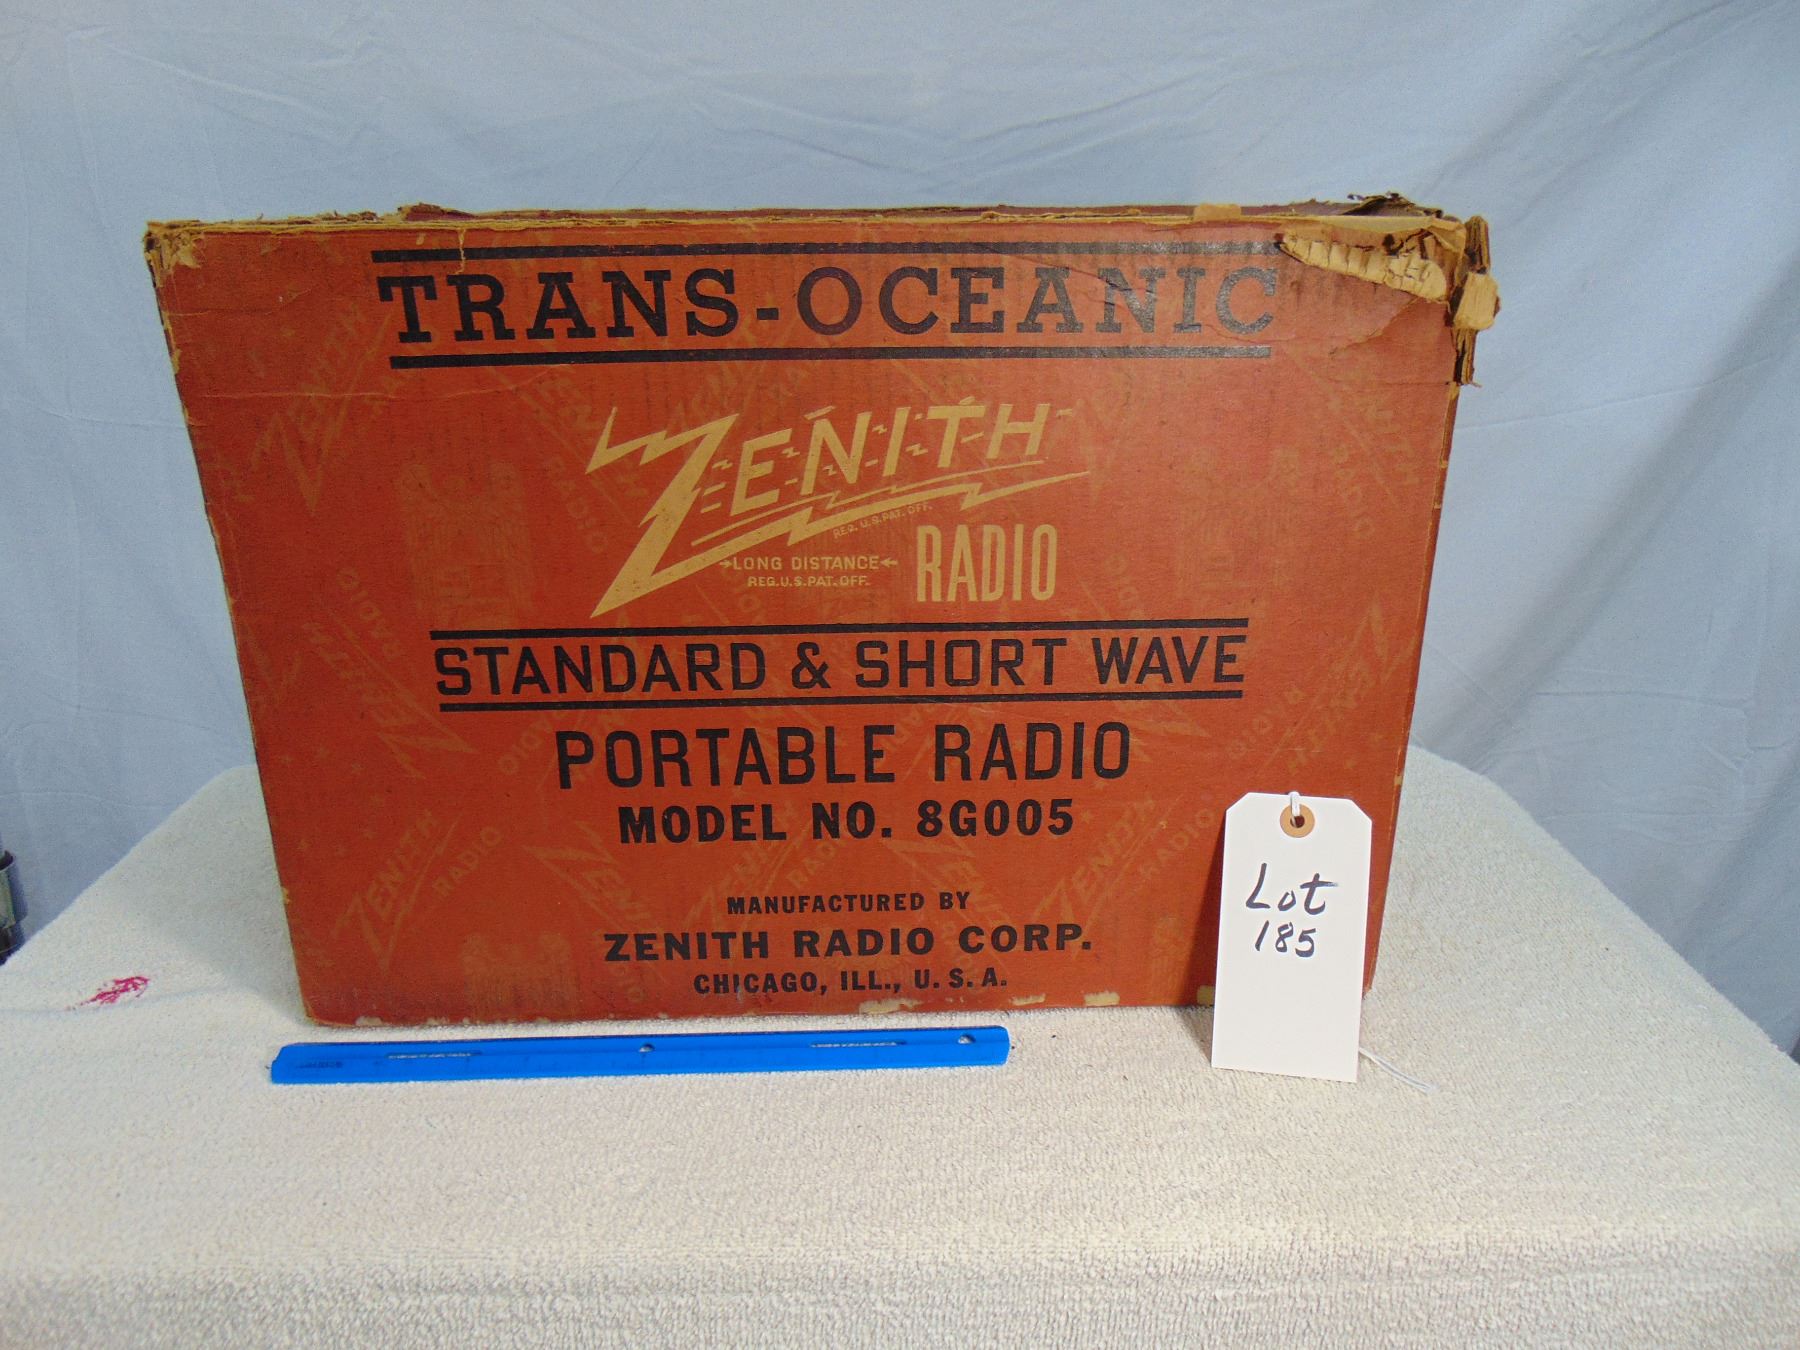 TRANS-OCEANIC
ZENITH
REG. U.S. PAT. OFF.
LONG DISTANCE
REG. U.S. PAT. OFF.
RADIO
STANDARD & SHORT WAVE
PORTABLE RADIO
MODEL NO. 8G005
MANUFACTURED BY
ZENITH RADIO CORP.
CHICAGO, ILL., U. S. A.
Lot
185